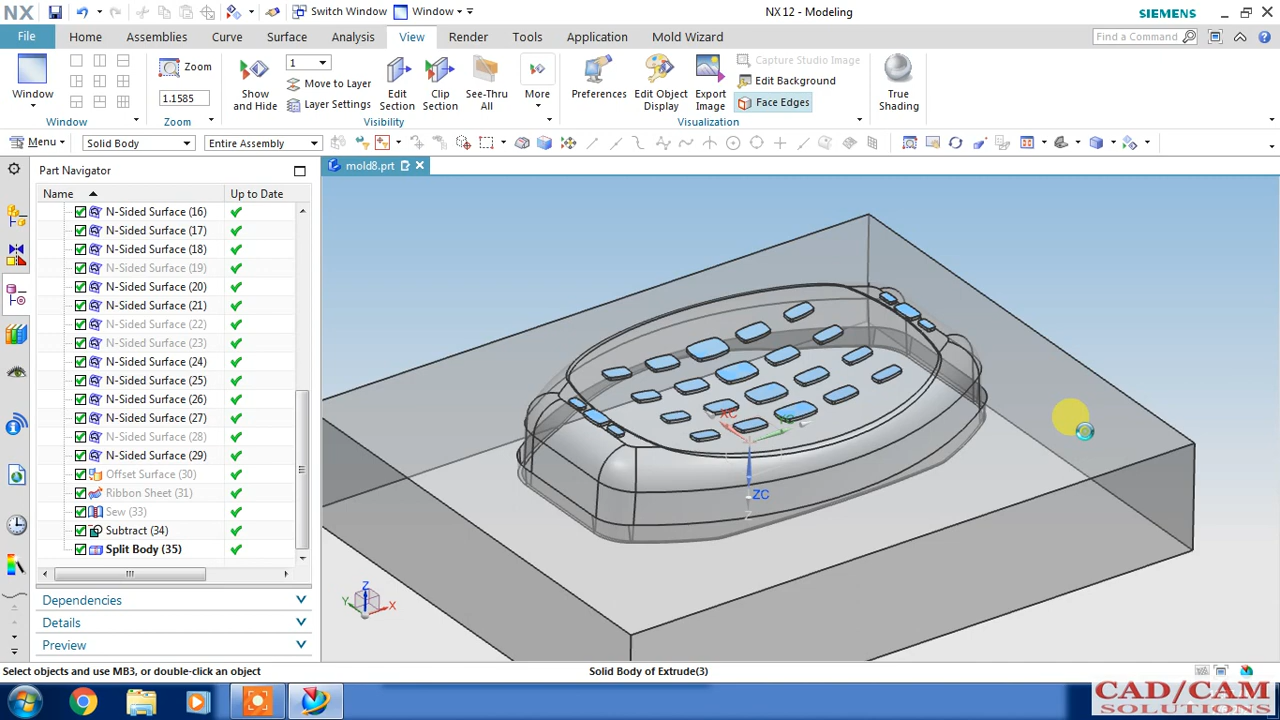 NX
Switch Window
Window
NX 12 - Modeling
SIEMENS
File
Home
Assemblies
Curve
Surface
Analysis
View
Render
Tools
Application
Mold Wizard
Find a Command
Window
Zoom
1.1585
Show and Hide
1
Move to Layer
Layer Settings
Edit Section
Clip Section
See-Thru All
More
Preferences
Edit Object Display
Export Image
Capture Studio Image
Edit Background
Face Edges
True Shading
Window
Zoom
Visibility
Visualization
Menu
Solid Body
Entire Assembly
Part Navigator
mold8.prt
Name
Up to Date
N-Sided Surface (16)
N-Sided Surface (17)
N-Sided Surface (18)
N-Sided Surface (19)
N-Sided Surface (20)
N-Sided Surface (21)
N-Sided Surface (22)
N-Sided Surface (23)
N-Sided Surface (24)
N-Sided Surface (25)
N-Sided Surface (26)
N-Sided Surface (27)
N-Sided Surface (28)
N-Sided Surface (29)
Offset Surface (30)
Ribbon Sheet (31)
Sew (33)
Subtract (34)
Split Body (35)
Dependencies
Details
Preview
XC
YC
ZC
Z
Y
X
Select objects and use MB3, or double-click an object
Solid Body of Extrude(3)
CAD/CAM
SOLUTIONS